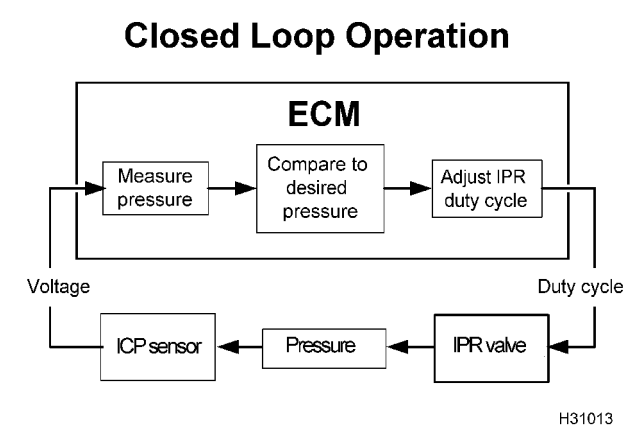 Closed Loop Operation
ECM
Measure
pressure
Compare to
desired
pressure
Adjust IPR
duty cycle
Voltage
Duty cycle
ICP sensor
Pressure
IPR valve
H31013